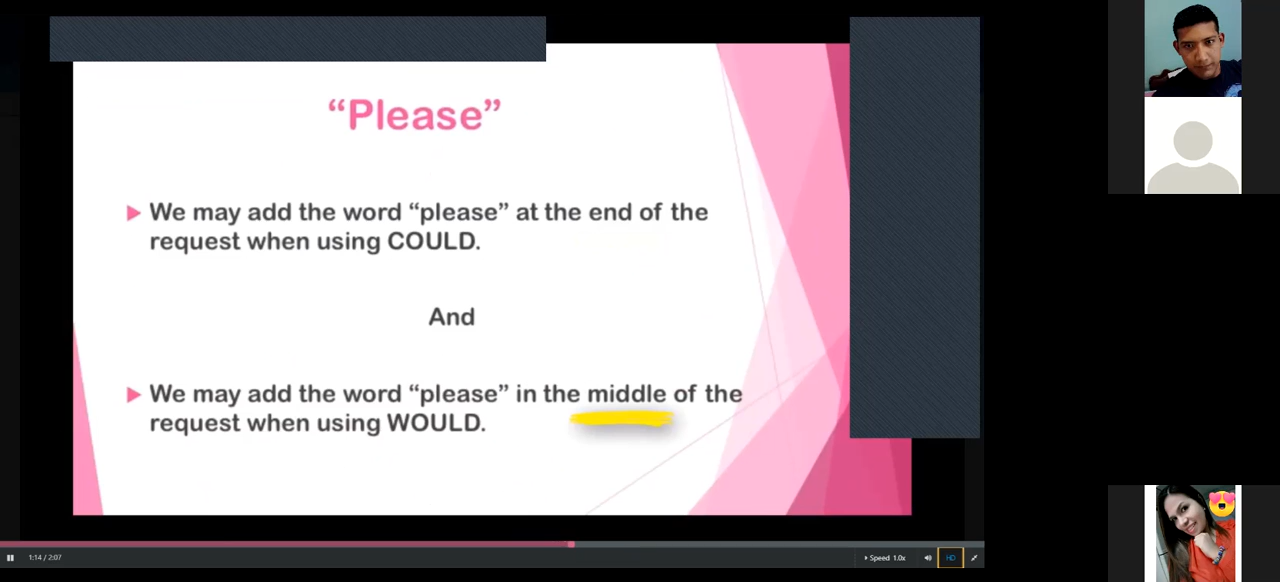 “Please”
We may add the word “please” at the end of the
request when using COULD.
And
We may add the word “please” in the middle of the
request when using WOULD.
1:14 / 2:07
Speed 1.0x
HD